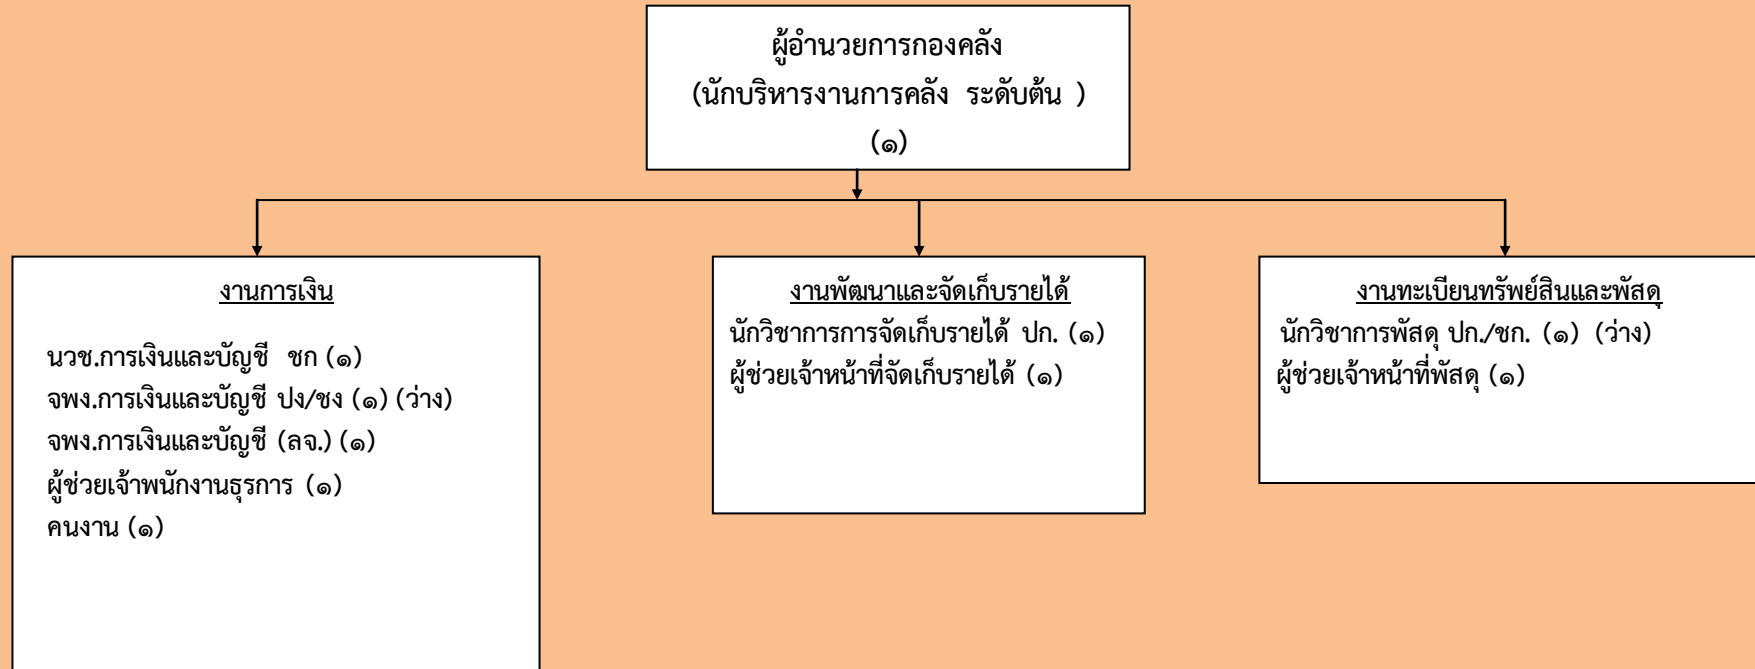 ผู้อำนวยการกองคลัง
(นักบริหารงานการคลัง ระดับต้น )
(๑)
งานการเงิน
นวช.การเงินและบัญชี ชก (๑)
จพง.การเงินและบัญชี ปง/ชง (๑) (ว่าง)
จพง.การเงินและบัญชี (ลจ.) (๑)
ผู้ช่วยเจ้าพนักงานธุรการ (๑)
คนงาน (๑)
งานพัฒนาและจัดเก็บรายได้
นักวิชาการการจัดเก็บรายได้ ปก. (๑)
ผู้ช่วยเจ้าหน้าที่จัดเก็บรายได้ (๑)
งานทะเบียนทรัพย์สินและพัสดุ
นักวิชาการพัสดุ ปก./ชก. (๑) (ว่าง)
ผู้ช่วยเจ้าหน้าที่พัสดุ (๑)